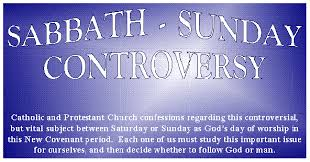 SABBATH - SUNDAY
CONTROVERSY
Catholic and Protestant Church confessions regarding this controversial,
but vital subject between Saturday or Sunday as God's day of worship in
this New Covenant period. Each one of us must study this important issue
for ourselves, and then decide whether to follow God or man.